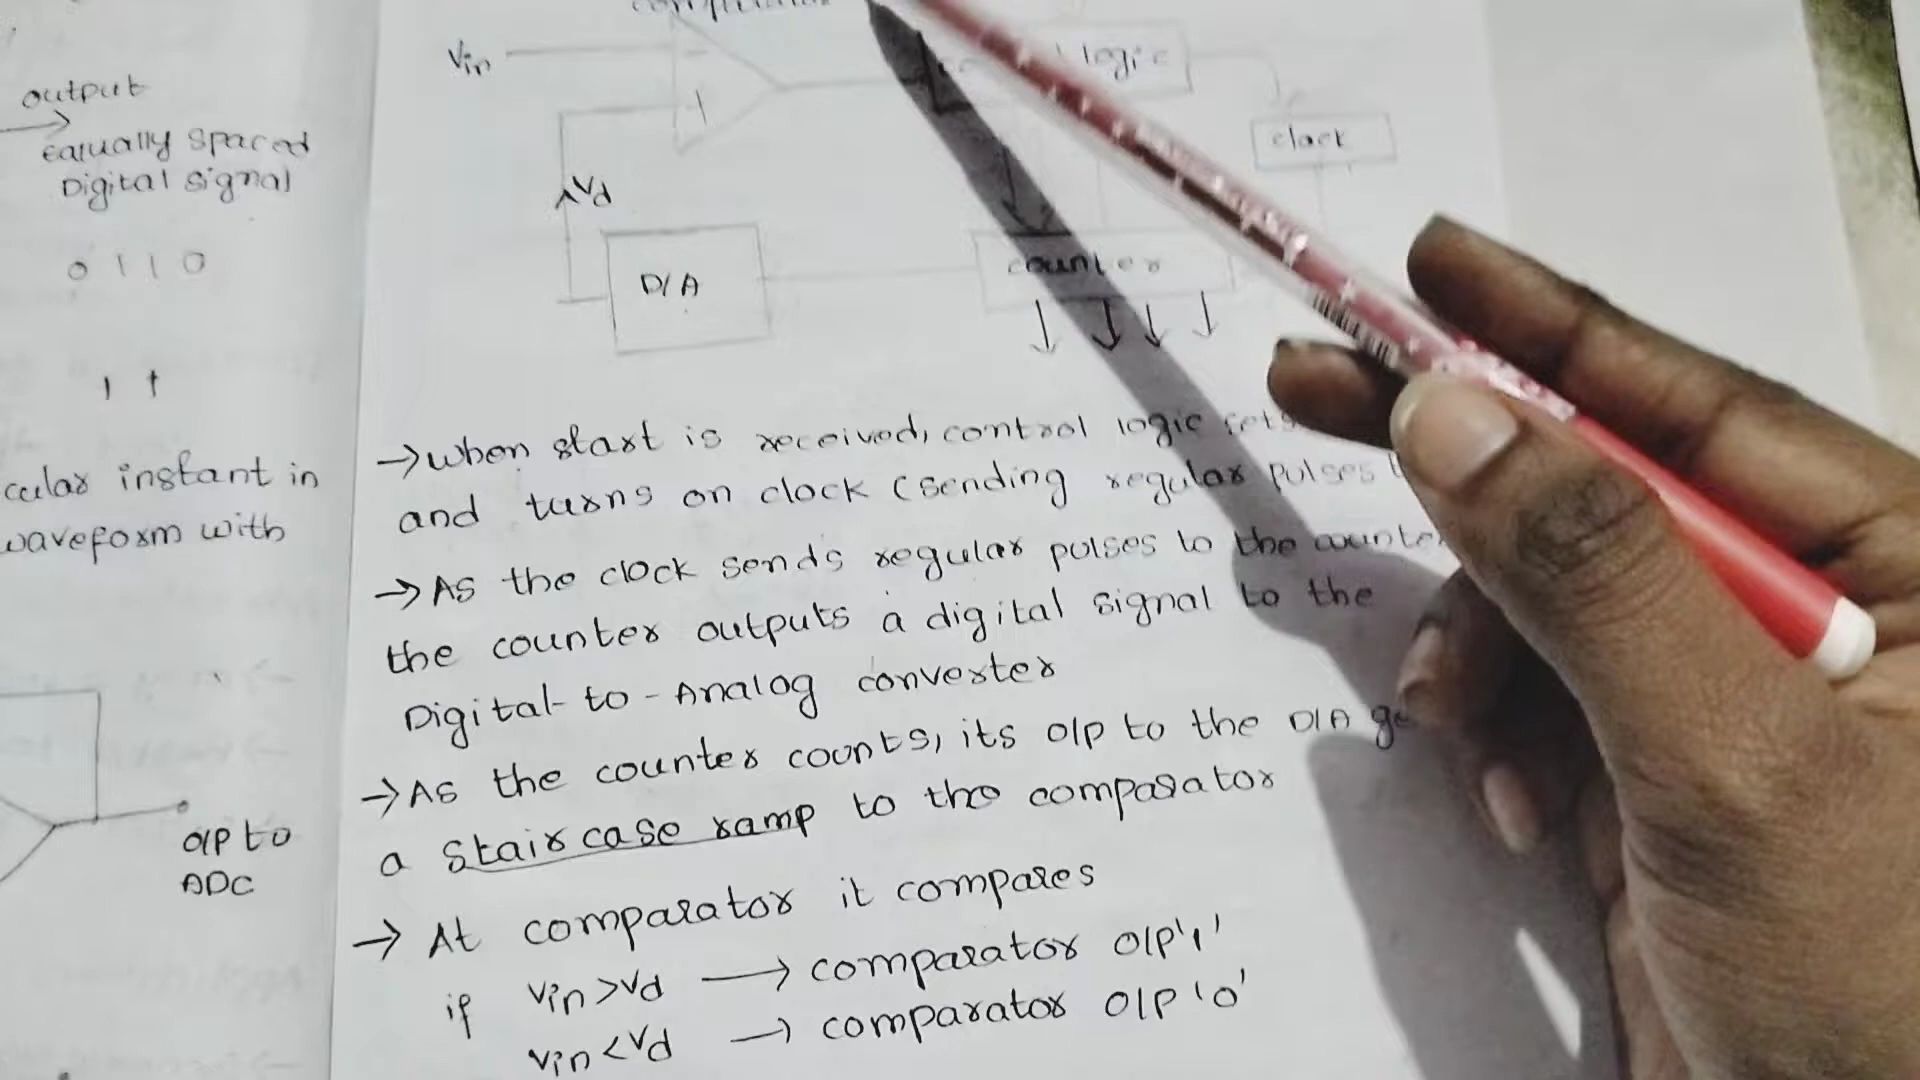 output
Eaqually spaced
Digital signal
0 1 1 0
cular instant in
waveform with
O/P to
ADC
Vin
logic
clock
Vd
D/A
counter
→ when start is received, control logic sets
and turns on clock (sending regular pulses
→ As the clock sends regular pulses to the counter
the counter outputs a digital signal to the
Digital-to-Analog converter
→ As the counter counts, its O/P to the D/A
a staircase ramp to the comparator
→ At comparator it compares
if Vin > Vd → comparator O/P '1'
Vin < Vd → comparator O/P '0'